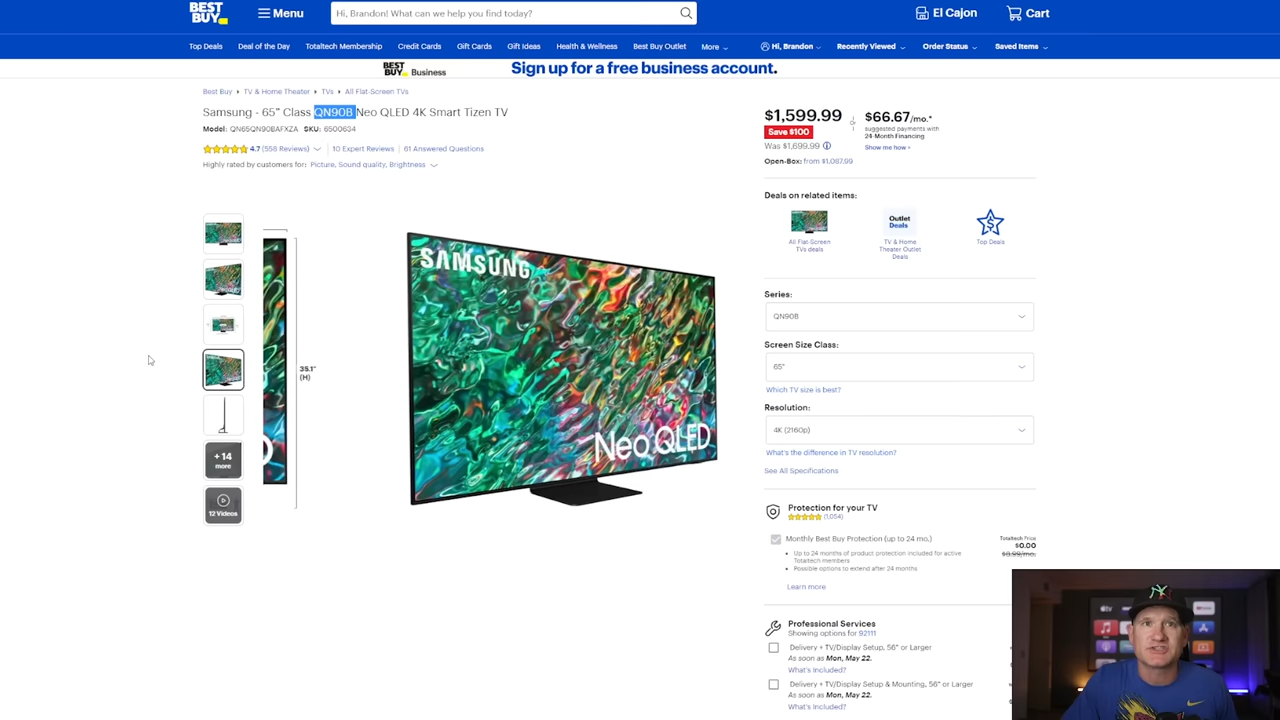 BEST BUY
Menu
Hi, Brandon! What can we help you find today?
El Cajon
Cart
Top Deals
Deal of the Day
Totaltech Membership
Credit Cards
Gift Cards
Gift Ideas
Health & Wellness
Best Buy Outlet
More
Hi, Brandon
Recently Viewed
Order Status
Saved Items
BEST BUY Business
Sign up for a free business account.
Best Buy › TV & Home Theater › TVs › All Flat-Screen TVs
Samsung - 65" Class QN90B Neo QLED 4K Smart Tizen TV
Model: QN65QN90BAFXZA SKU: 6500634
4.7 (558 Reviews)
10 Expert Reviews
61 Answered Questions
Highly rated by customers for: Picture, Sound quality, Brightness
+ 14
more
12 Videos
35.1"
(H)
SAMSUNG
Neo QLED
$1,599.99
Save $100
Was $1,699.99
Open-Box: from $1,087.99
or
$66.67/mo.*
suggested payments with
24-Month Financing
Show me how ›
Deals on related items:
All Flat-Screen
TVs deals
Outlet
Deals
TV & Home
Theater Outlet
Deals
Top Deals
Series:
QN90B
Screen Size Class:
65"
Which TV size is best?
Resolution:
4K (2160p)
What's the difference in TV resolution?
See All Specifications
Protection for your TV
(1,054)
Monthly Best Buy Protection (up to 24 mo.)
Totaltech Price
$0.00
$8.99/mo.
• Up to 24 months of product protection included for active
Totaltech members
• Possible options to extend after 24 months
Learn more
Professional Services
Showing options for 92111
Delivery + TV/Display Setup, 56" or Larger
As soon as Mon, May 22.
What's Included?
Delivery + TV/Display Setup & Mounting, 56" or Larger
As soon as Mon, May 22.
What's Included?